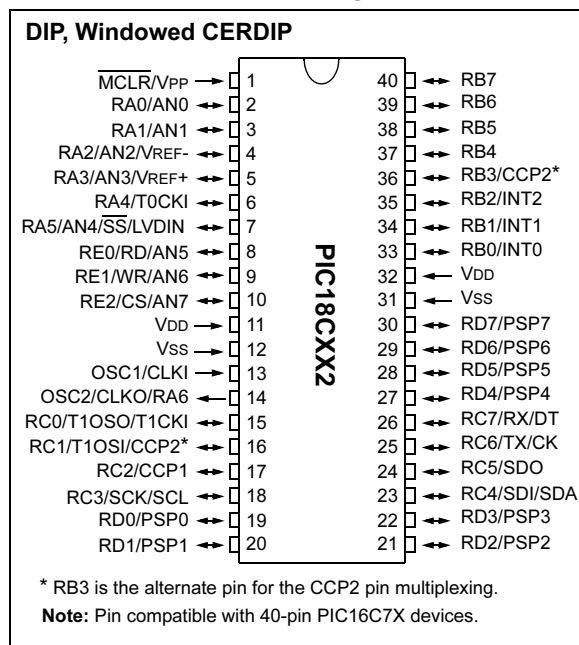 DIP, Windowed CERDIP
MCLR/VPP 1 40 RB7
RA0/AN0 2 39 RB6
RA1/AN1 3 38 RB5
RA2/AN2/VREF- 4 37 RB4
RA3/AN3/VREF+ 5 36 RB3/CCP2*
RA4/T0CKI 6 35 RB2/INT2
RA5/AN4/SS/LVDIN 7 34 RB1/INT1
RE0/RD/AN5 8 33 RB0/INT0
RE1/WR/AN6 9 32 VDD
RE2/CS/AN7 10 31 VSS
VDD 11 30 RD7/PSP7
VSS 12 29 RD6/PSP6
OSC1/CLKI 13 28 RD5/PSP5
OSC2/CLKO/RA6 14 27 RD4/PSP4
RC0/T1OSO/T1CKI 15 26 RC7/RX/DT
RC1/T1OSI/CCP2* 16 25 RC6/TX/CK
RC2/CCP1 17 24 RC5/SDO
RC3/SCK/SCL 18 23 RC4/SDI/SDA
RD0/PSP0 19 22 RD3/PSP3
RD1/PSP1 20 21 RD2/PSP2
PIC18CXX2
* RB3 is the alternate pin for the CCP2 pin multiplexing.
Note: Pin compatible with 40-pin PIC16C7X devices.